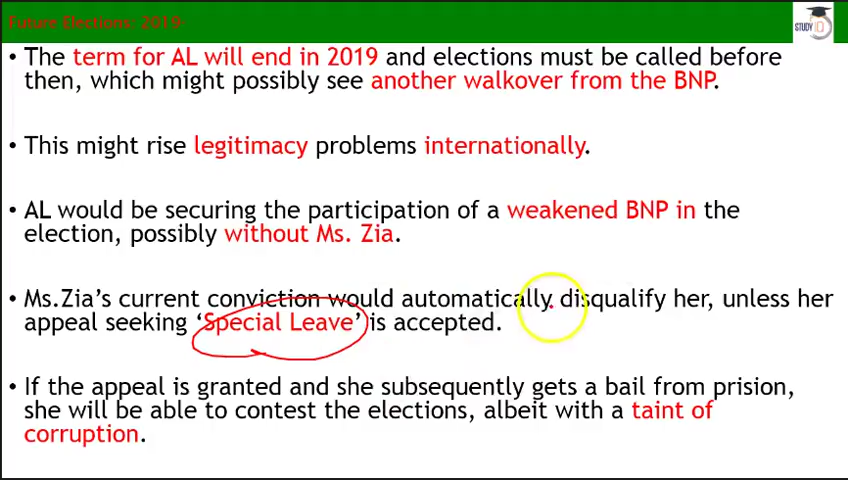 Future Elections: 2019
STUDY IQ
• The term for AL will end in 2019 and elections must be called before
then, which might possibly see another walkover from the BNP.
• This might rise legitimacy problems internationally.
• AL would be securing the participation of a weakened BNP in the
election, possibly without Ms. Zia.
• Ms.Zia’s current conviction would automatically disqualify her, unless her
appeal seeking ‘Special Leave’ is accepted.
• If the appeal is granted and she subsequently gets a bail from prision,
she will be able to contest the elections, albeit with a taint of
corruption.